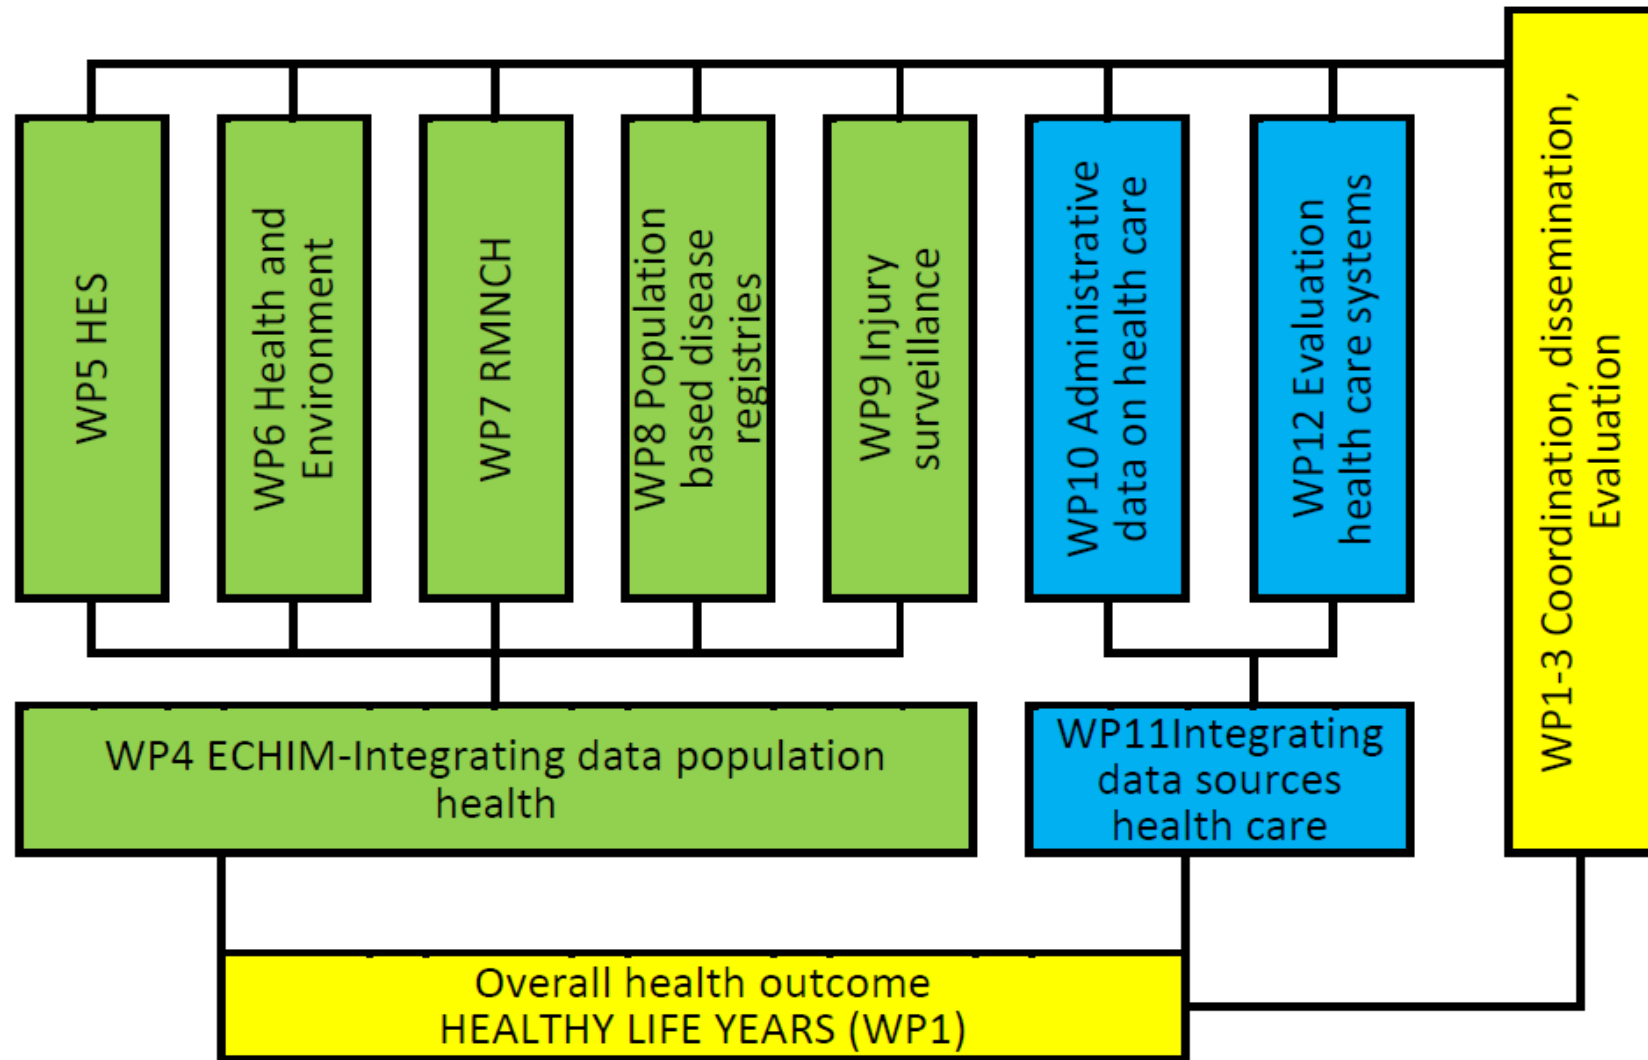 WP5 HES
WP6 Health and
Environment
WP7 RMNCH
WP8 Population
based disease
registries
WP9 Injury
surveillance
WP10 Administrative
data on health care
WP12 Evaluation
health care systems
WP1-3 Coordination, dissemination,
Evaluation
WP4 ECHIM-Integrating data population
health
WP11Integrating
data sources
health care
Overall health outcome
HEALTHY LIFE YEARS (WP1)